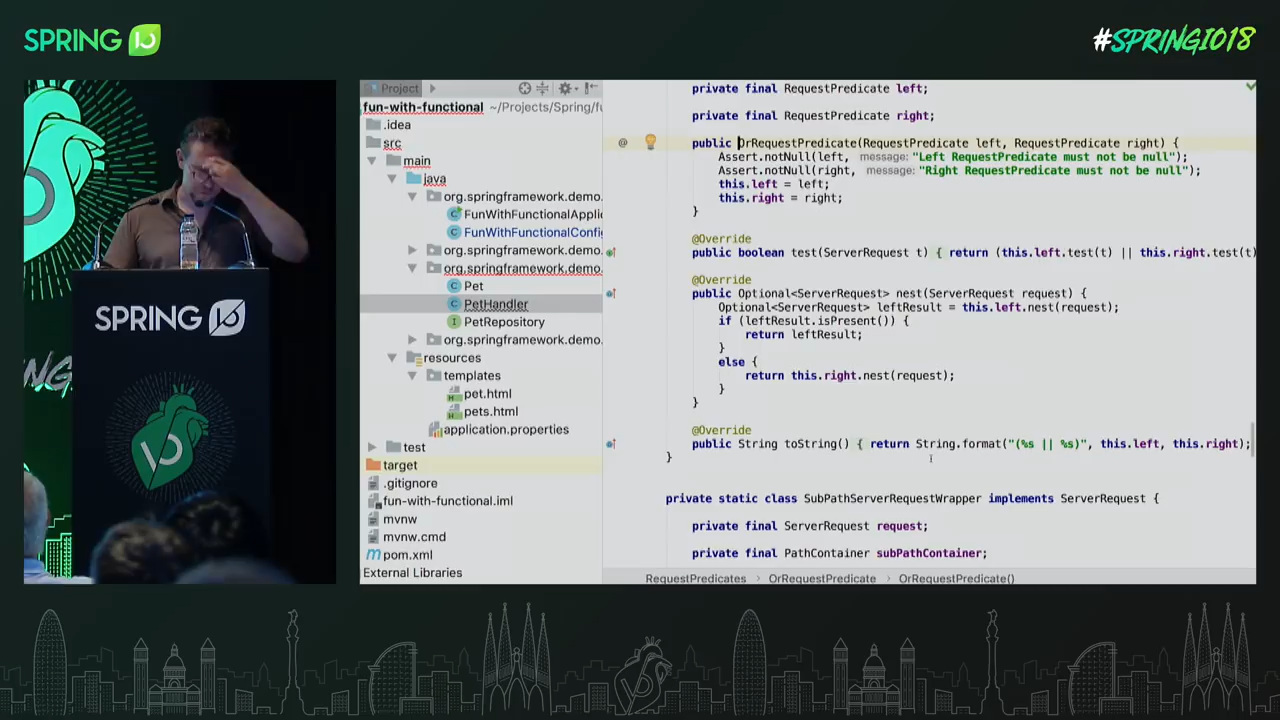 SPRING IO
#SPRINGIO18
SPRING IO
IO
Project
fun-with-functional ~/Projects/Spring/fu
.idea
src
main
java
org.springframework.demo.
FunWithFunctionalApplic
FunWithFunctionalConfig
org.springframework.demo.
org.springframework.demo.
Pet
PetHandler
PetRepository
org.springframework.demo.
resources
templates
pet.html
pets.html
application.properties
test
target
.gitignore
fun-with-functional.iml
mvnw
mvnw.cmd
pom.xml
External Libraries
private final RequestPredicate left;
private final RequestPredicate right;
public OrRequestPredicate(RequestPredicate left, RequestPredicate right) {
Assert.notNull(left, message: "Left RequestPredicate must not be null");
Assert.notNull(right, message: "Right RequestPredicate must not be null");
this.left = left;
this.right = right;
}
@Override
public boolean test(ServerRequest t) { return (this.left.test(t) || this.right.test(t)
@Override
public Optional<ServerRequest> nest(ServerRequest request) {
Optional<ServerRequest> leftResult = this.left.nest(request);
if (leftResult.isPresent()) {
return leftResult;
}
else {
return this.right.nest(request);
}
}
@Override
public String toString() { return String.format("(%s || %s)", this.left, this.right);
}
private static class SubPathServerRequestWrapper implements ServerRequest {
private final ServerRequest request;
private final PathContainer subPathContainer;
RequestPredicates > OrRequestPredicate > OrRequestPredicate()